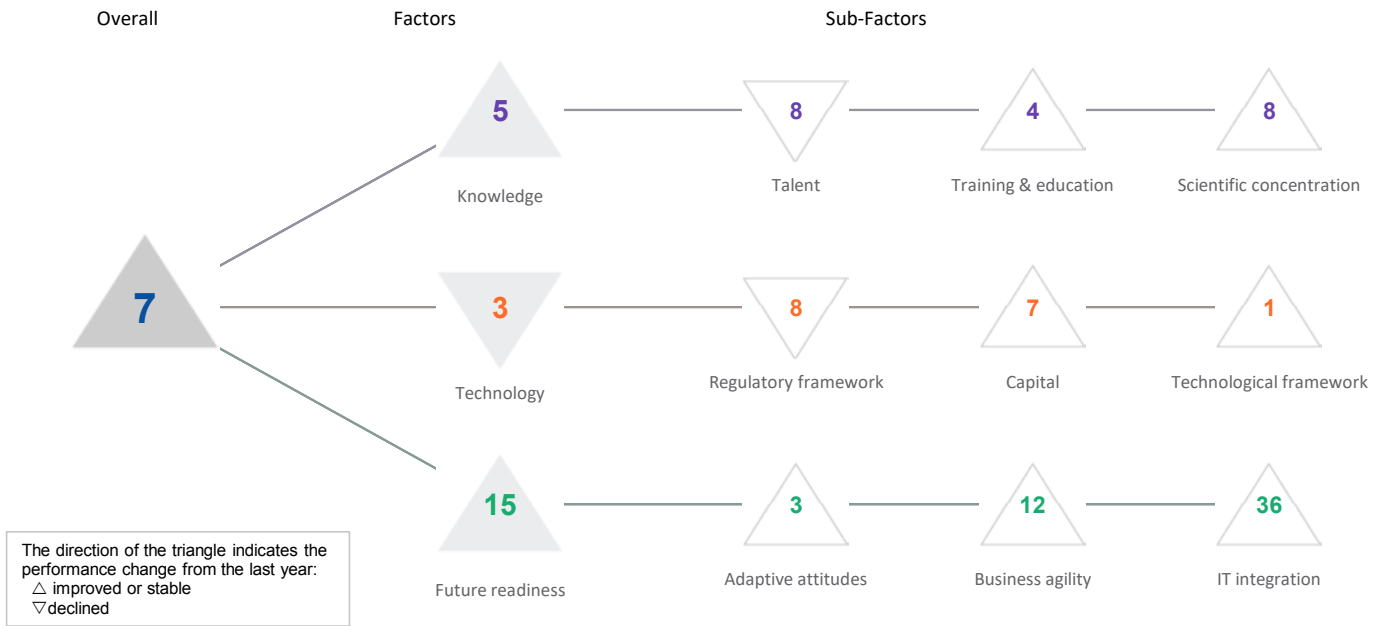 Overall Factors Sub-Factors
5 8 4 8
Knowledge Talent Training & education Scientific concentration
7 3 8 7 1
Technology Regulatory framework Capital Technological framework
15 3 12 36
Future readiness Adaptive attitudes Business agility IT integration
The direction of the triangle indicates the
performance change from the last year:
△ improved or stable
▽declined